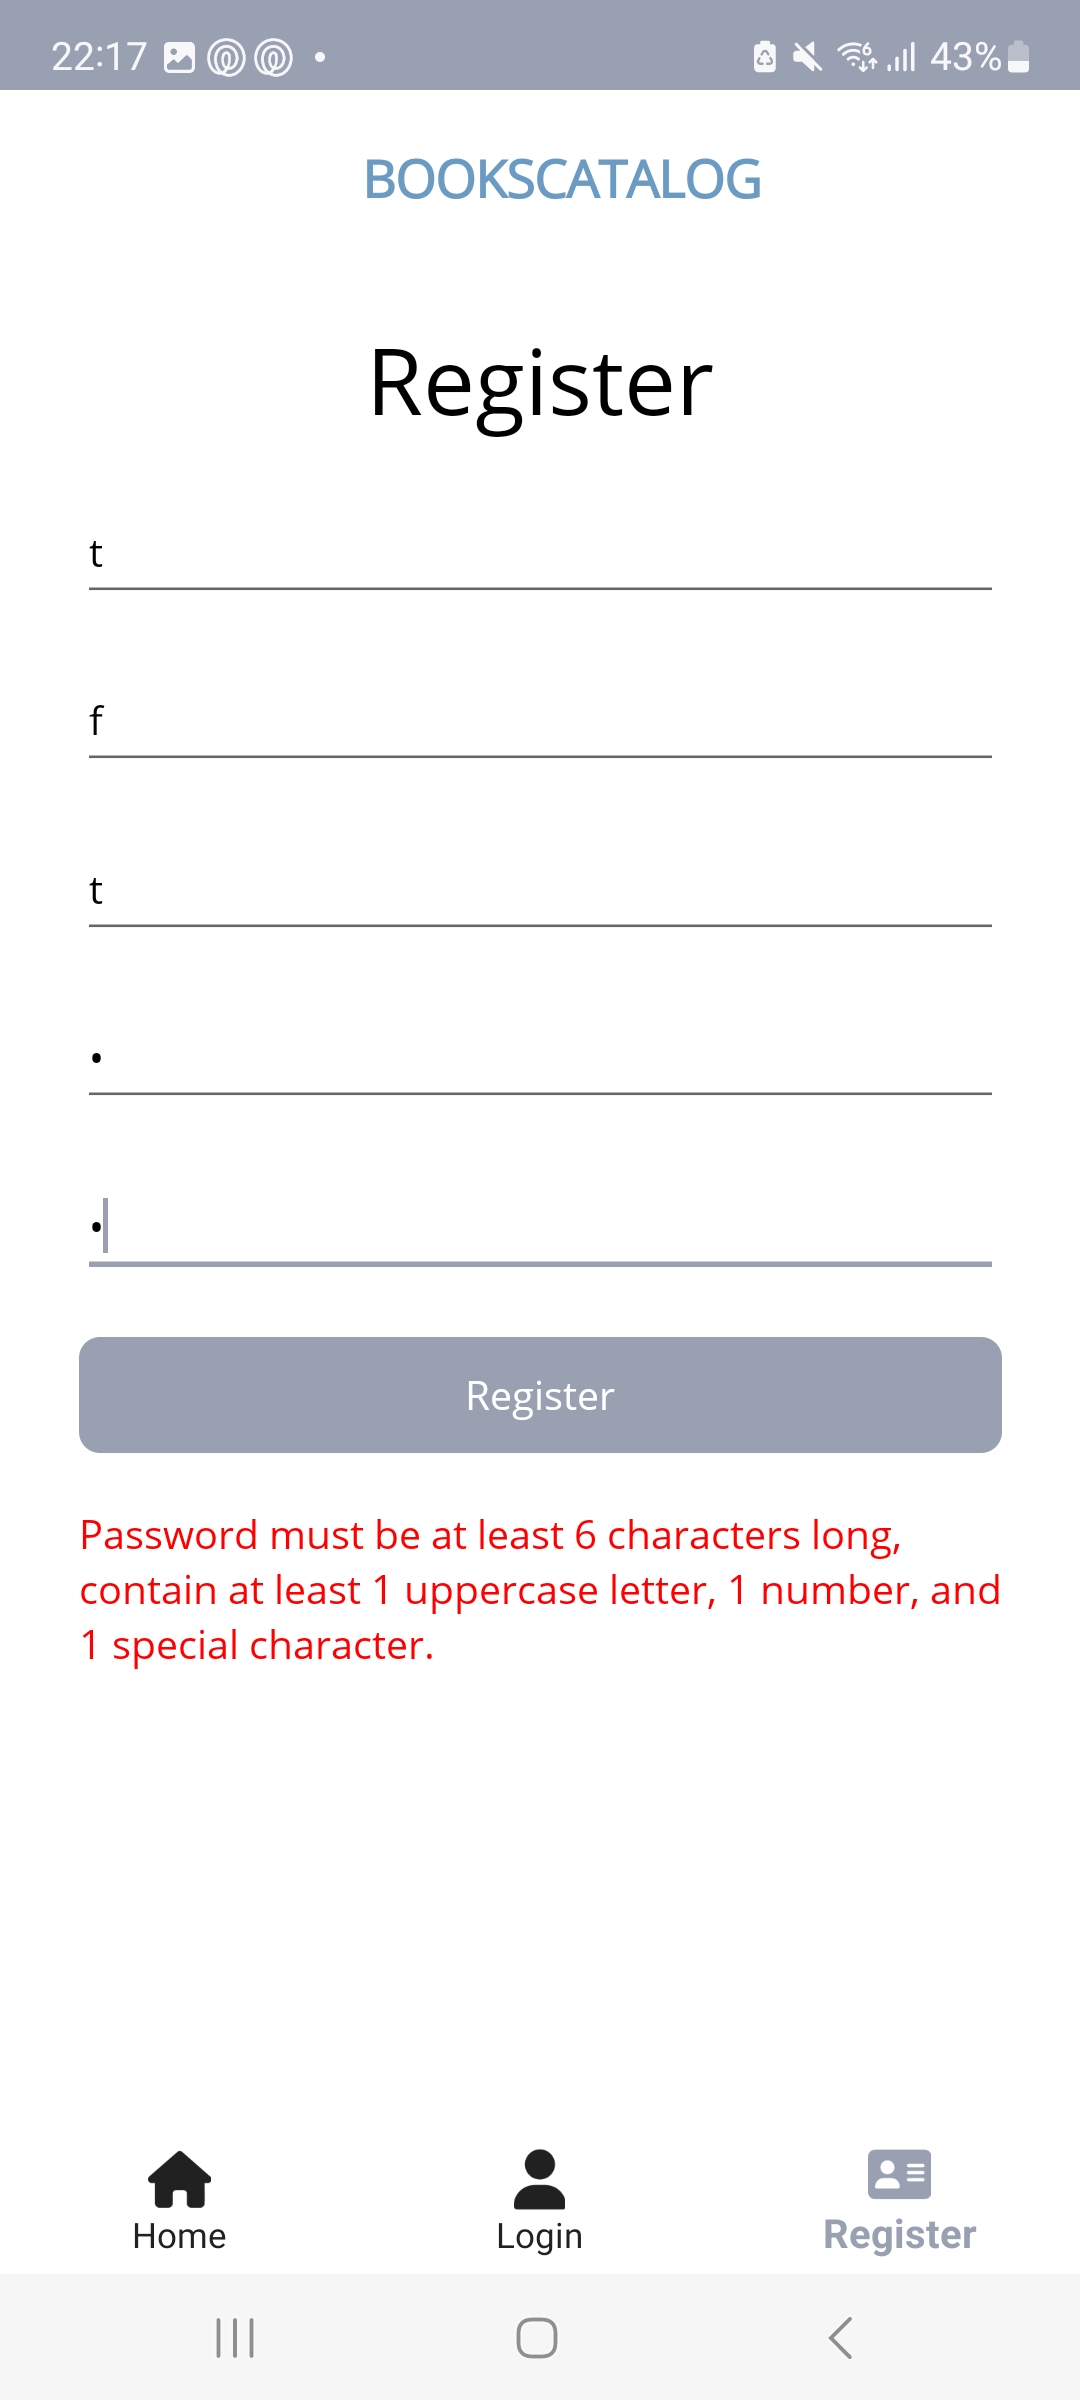 22:17 43%
BOOKSCATALOG
Register
t
f
t
•
•
Register
Password must be at least 6 characters long,
contain at least 1 uppercase letter, 1 number, and
1 special character.
Home Login Register